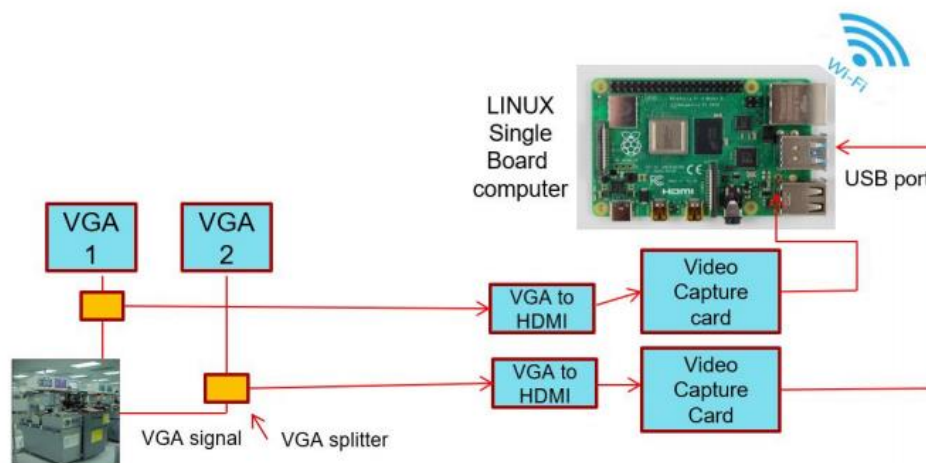 Wi-Fi
LINUX
Single
Board
computer
HDMI
USB port
VGA
1
VGA
2
VGA to
HDMI
Video
Capture
card
VGA to
HDMI
Video
Capture
Card
VGA signal
VGA splitter